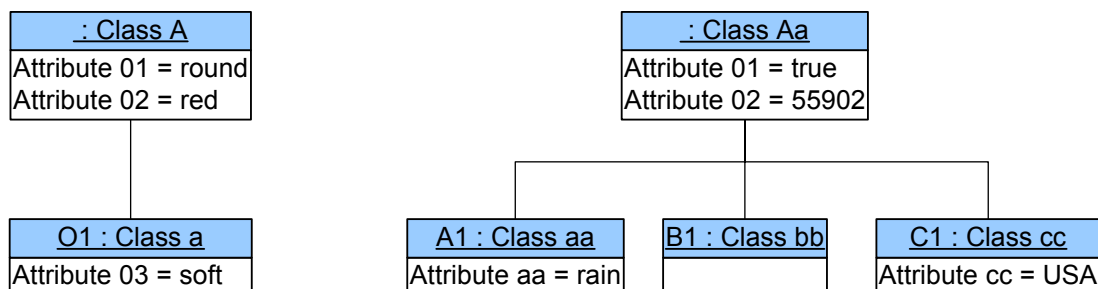 : Class A
Attribute 01 = round
Attribute 02 = red
: Class Aa
Attribute 01 = true
Attribute 02 = 55902
O1 : Class a
Attribute 03 = soft
A1 : Class aa
Attribute aa = rain
B1 : Class bb
C1 : Class cc
Attribute cc = USA